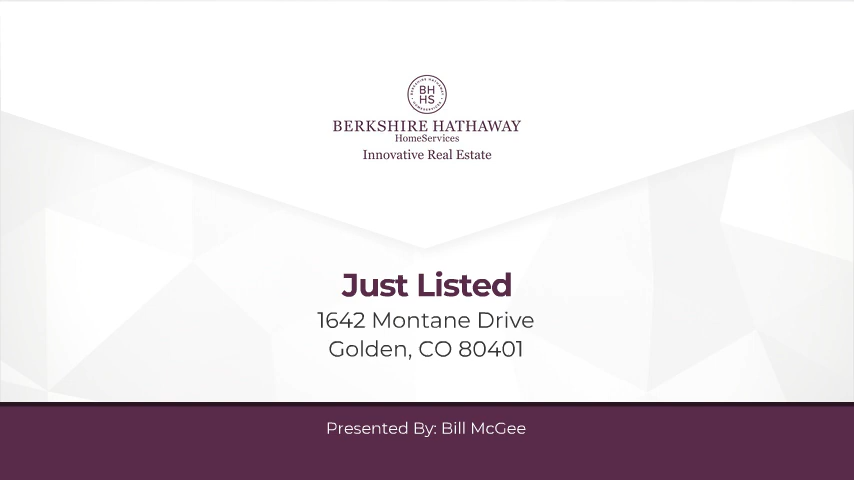 BH
HS
BERKSHIRE HATHAWAY
HomeServices
Innovative Real Estate
Just Listed
1642 Montane Drive
Golden, CO 80401
Presented By: Bill McGee